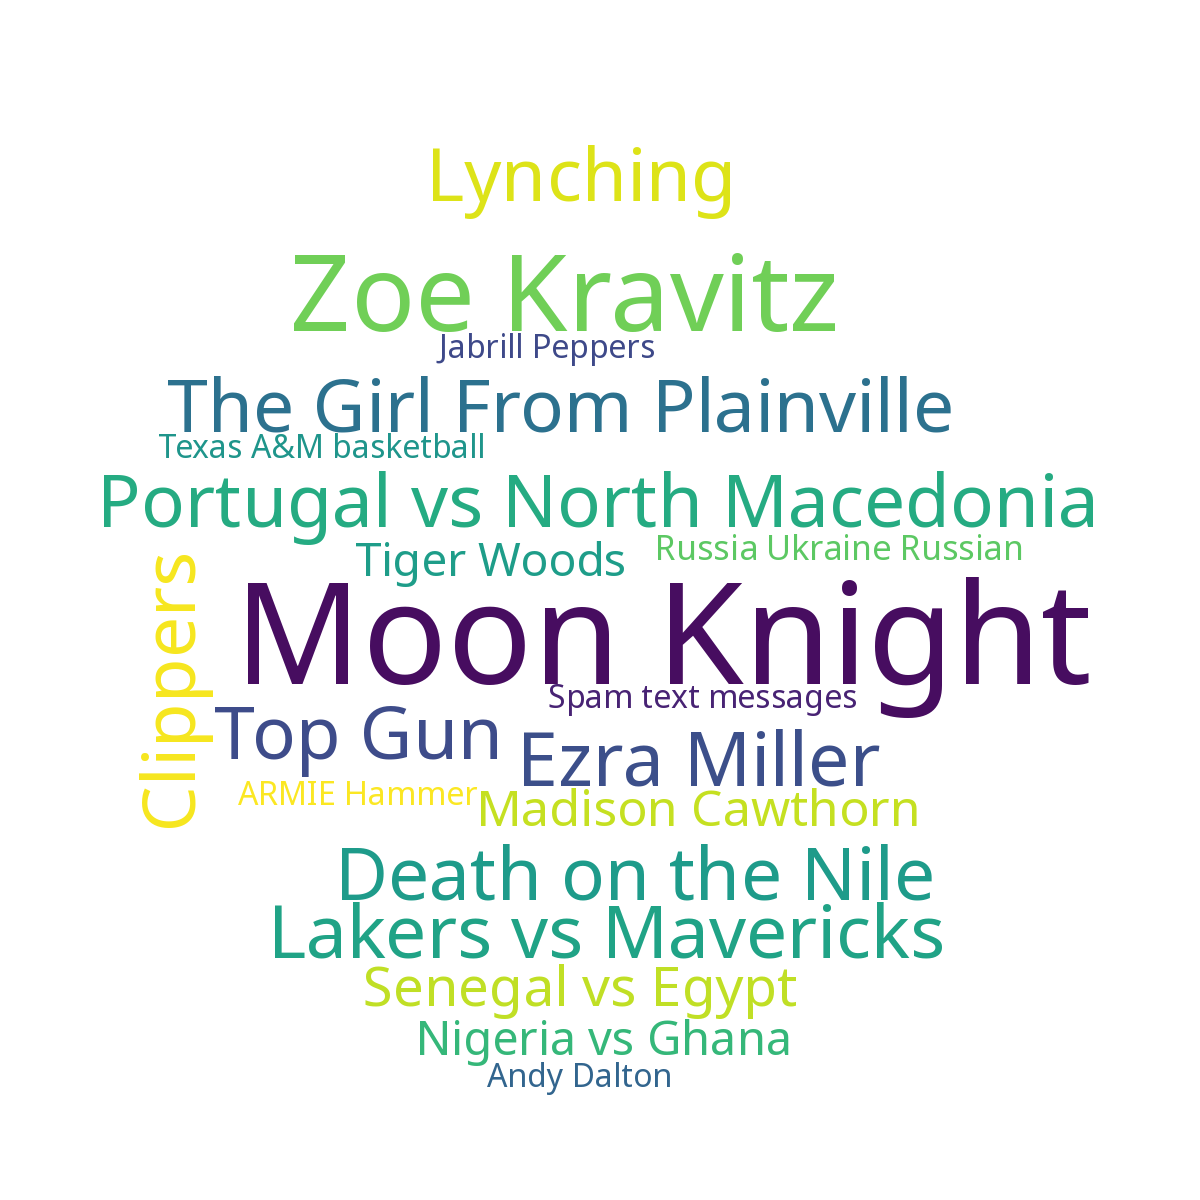 Lynching
Zoe Kravitz
Jabrill Peppers
The Girl From Plainville
Texas A&M basketball
Portugal vs North Macedonia
Tiger Woods
Russia Ukraine Russian
Clippers
Moon Knight
Spam text messages
Top Gun
Ezra Miller
ARMIE Hammer
Madison Cawthorn
Death on the Nile
Lakers vs Mavericks
Senegal vs Egypt
Nigeria vs Ghana
Andy Dalton